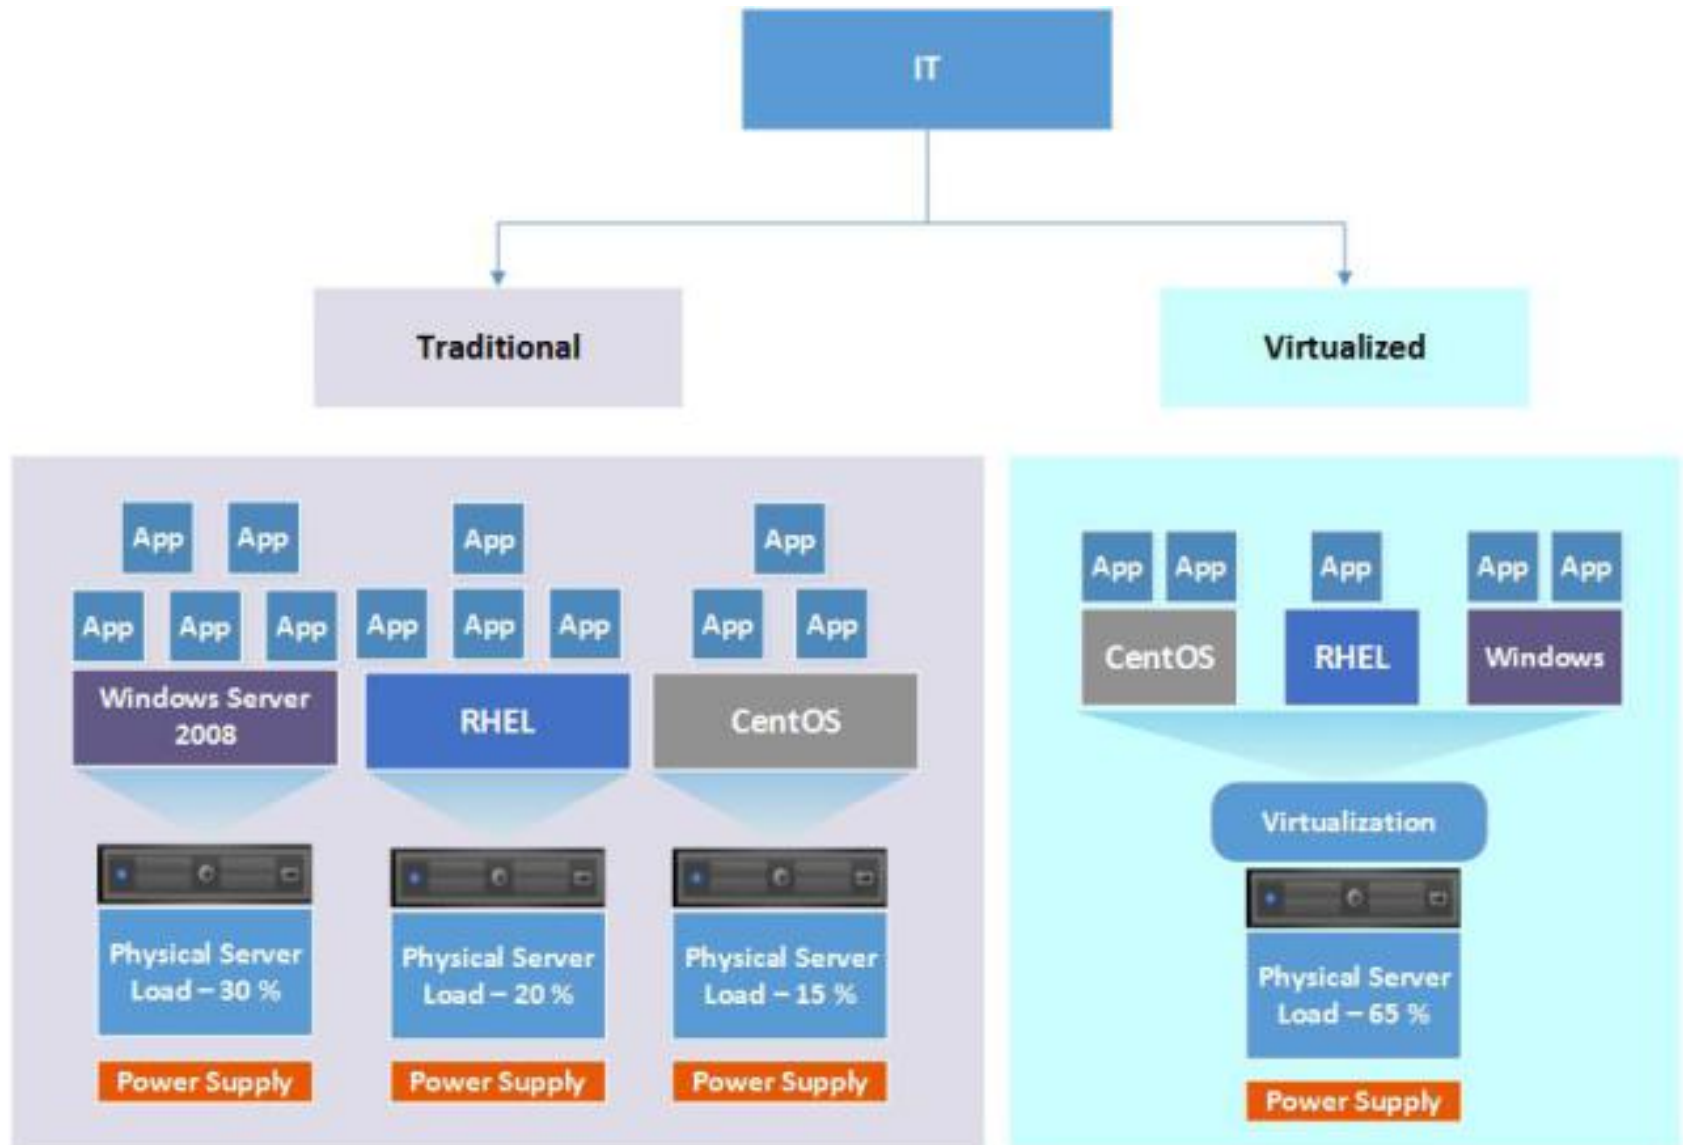 IT
Traditional
Virtualized
App App
App App App
Windows Server
2008
Physical Server
Load – 30 %
Power Supply
App
App App App
RHEL
Physical Server
Load – 20 %
Power Supply
App
App App
CentOS
Physical Server
Load – 15 %
Power Supply
App App
CentOS
App
RHEL
App App
Windows
Virtualization
Physical Server
Load – 65 %
Power Supply